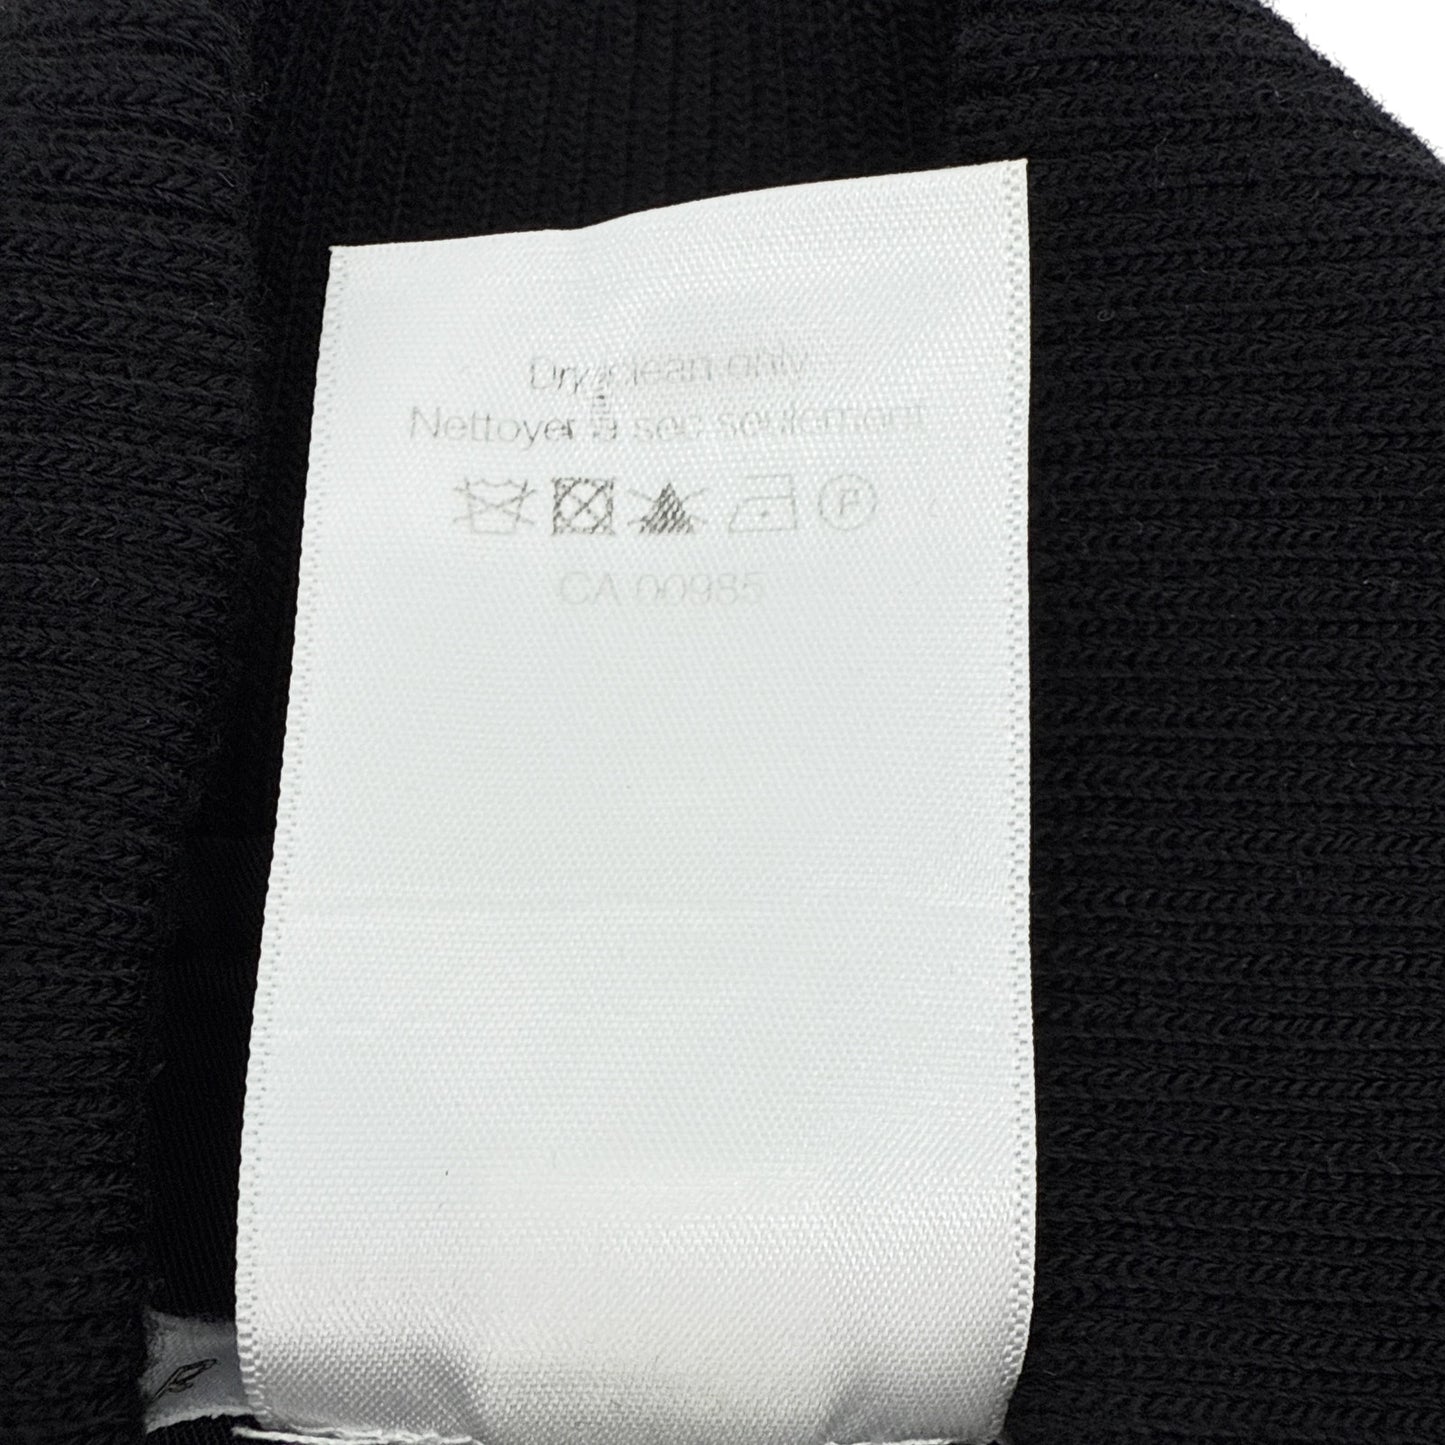 Dry clean only
Nettoyer à sec seulement
P
CA 00985